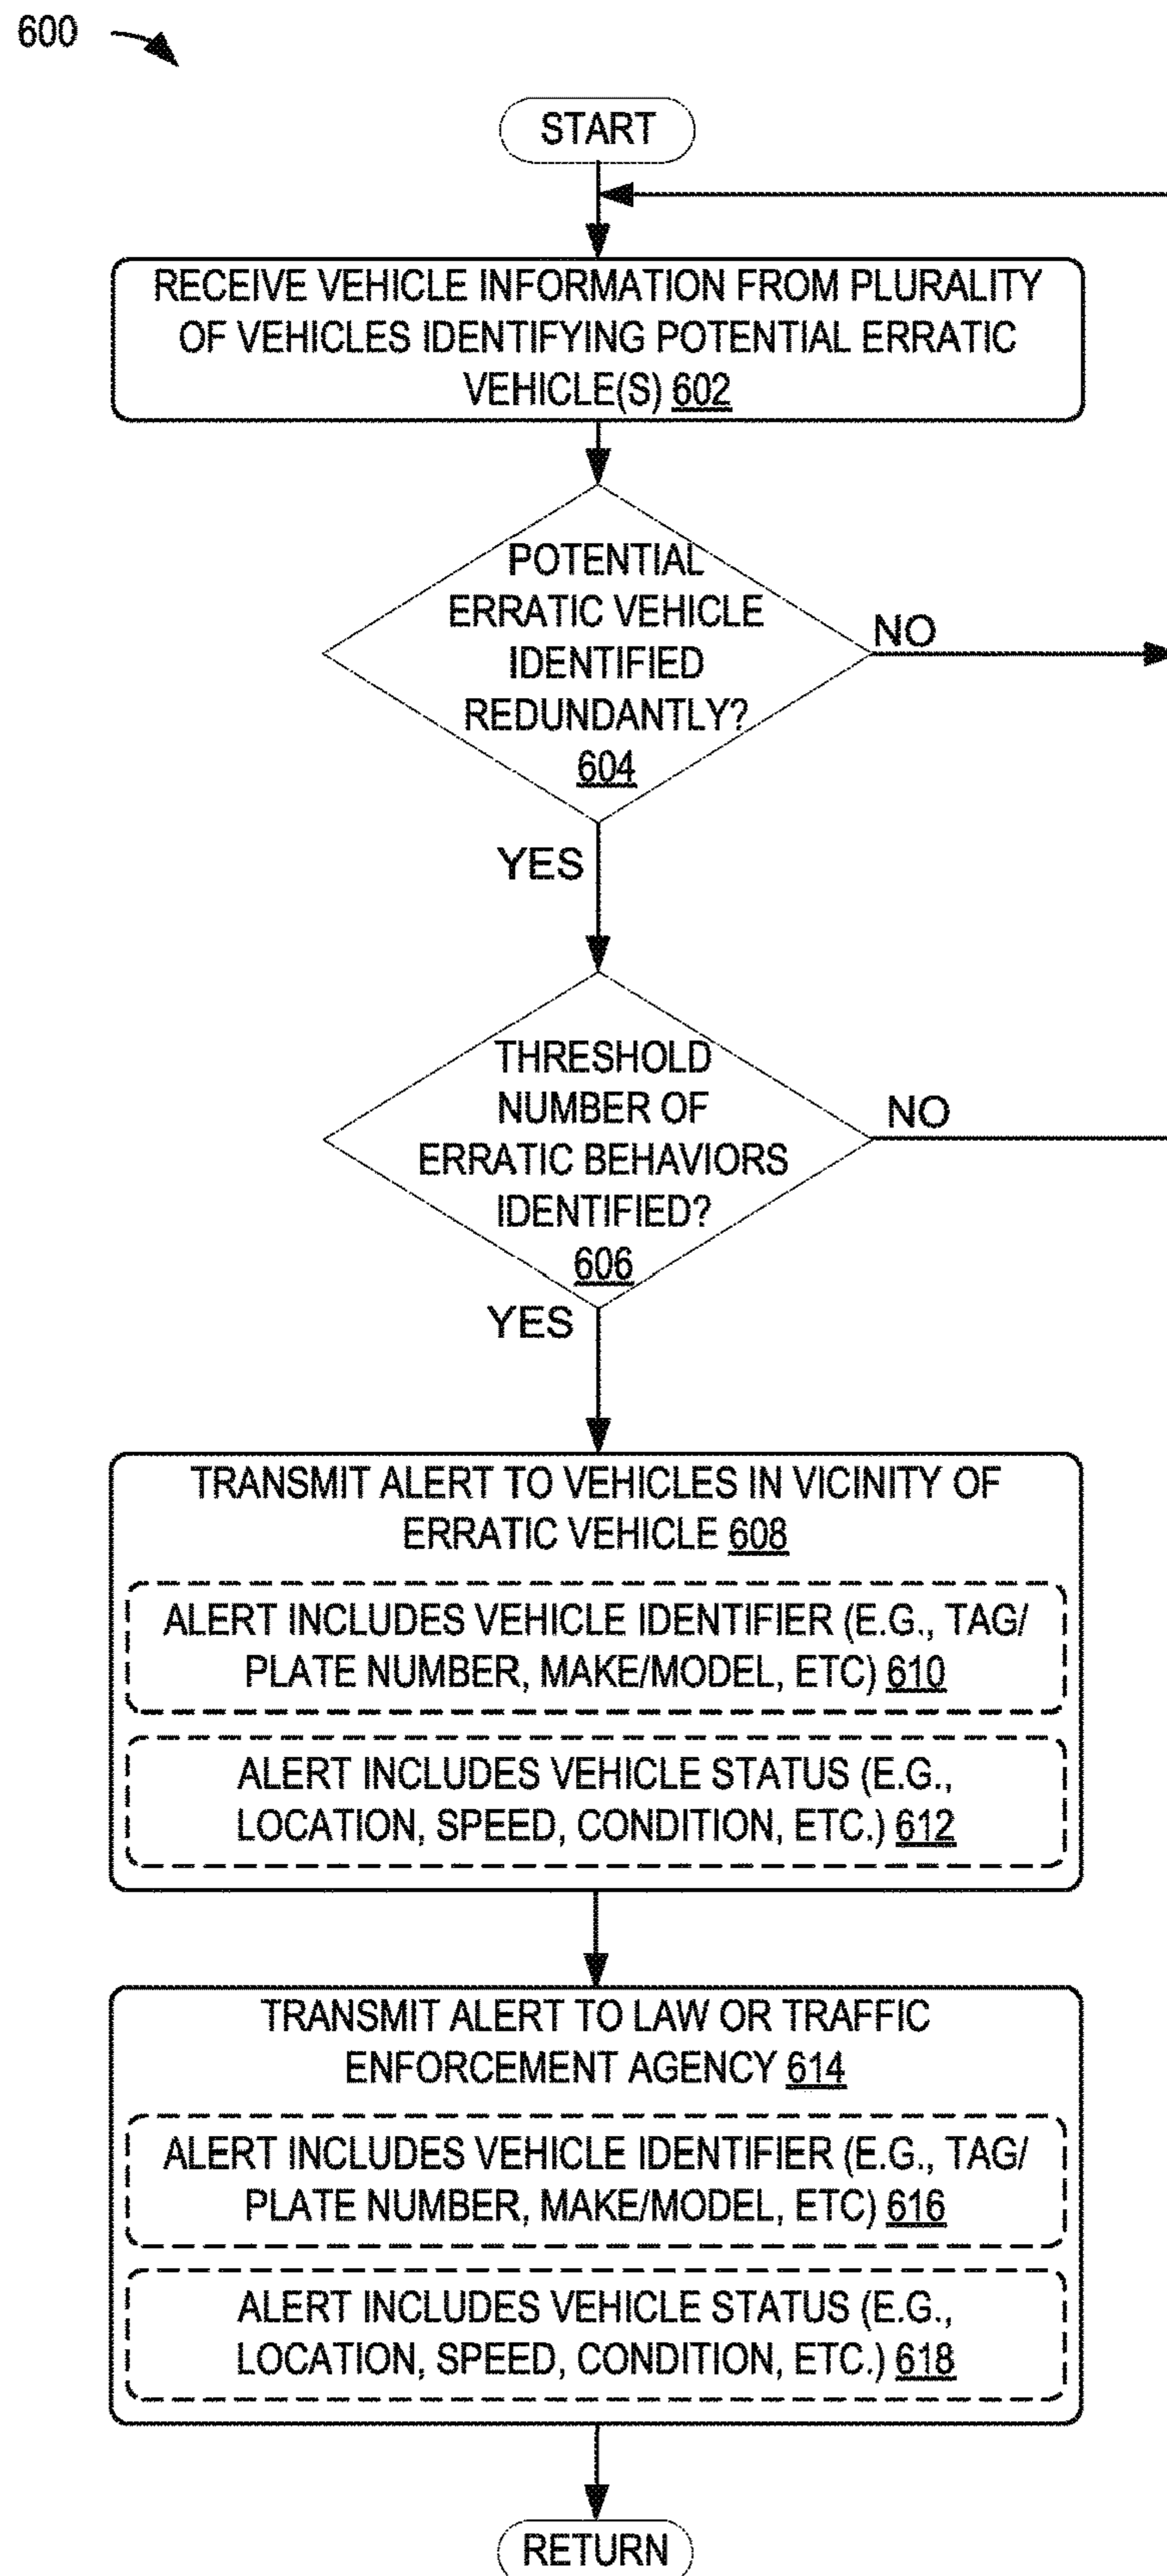 600
START
RECEIVE VEHICLE INFORMATION FROM PLURALITY
OF VEHICLES IDENTIFYING POTENTIAL ERRATIC
VEHICLE(S) 602
POTENTIAL
ERRATIC VEHICLE
IDENTIFIED
REDUNDANTLY?
604
NO
YES
THRESHOLD
NUMBER OF
ERRATIC BEHAVIORS
IDENTIFIED?
606
NO
YES
TRANSMIT ALERT TO VEHICLES IN VICINITY OF
ERRATIC VEHICLE 608
ALERT INCLUDES VEHICLE IDENTIFIER (E.G., TAG/
PLATE NUMBER, MAKE/MODEL, ETC) 610
ALERT INCLUDES VEHICLE STATUS (E.G.,
LOCATION, SPEED, CONDITION, ETC.) 612
TRANSMIT ALERT TO LAW OR TRAFFIC
ENFORCEMENT AGENCY 614
ALERT INCLUDES VEHICLE IDENTIFIER (E.G., TAG/
PLATE NUMBER, MAKE/MODEL, ETC) 616
ALERT INCLUDES VEHICLE STATUS (E.G.,
LOCATION, SPEED, CONDITION, ETC.) 618
RETURN